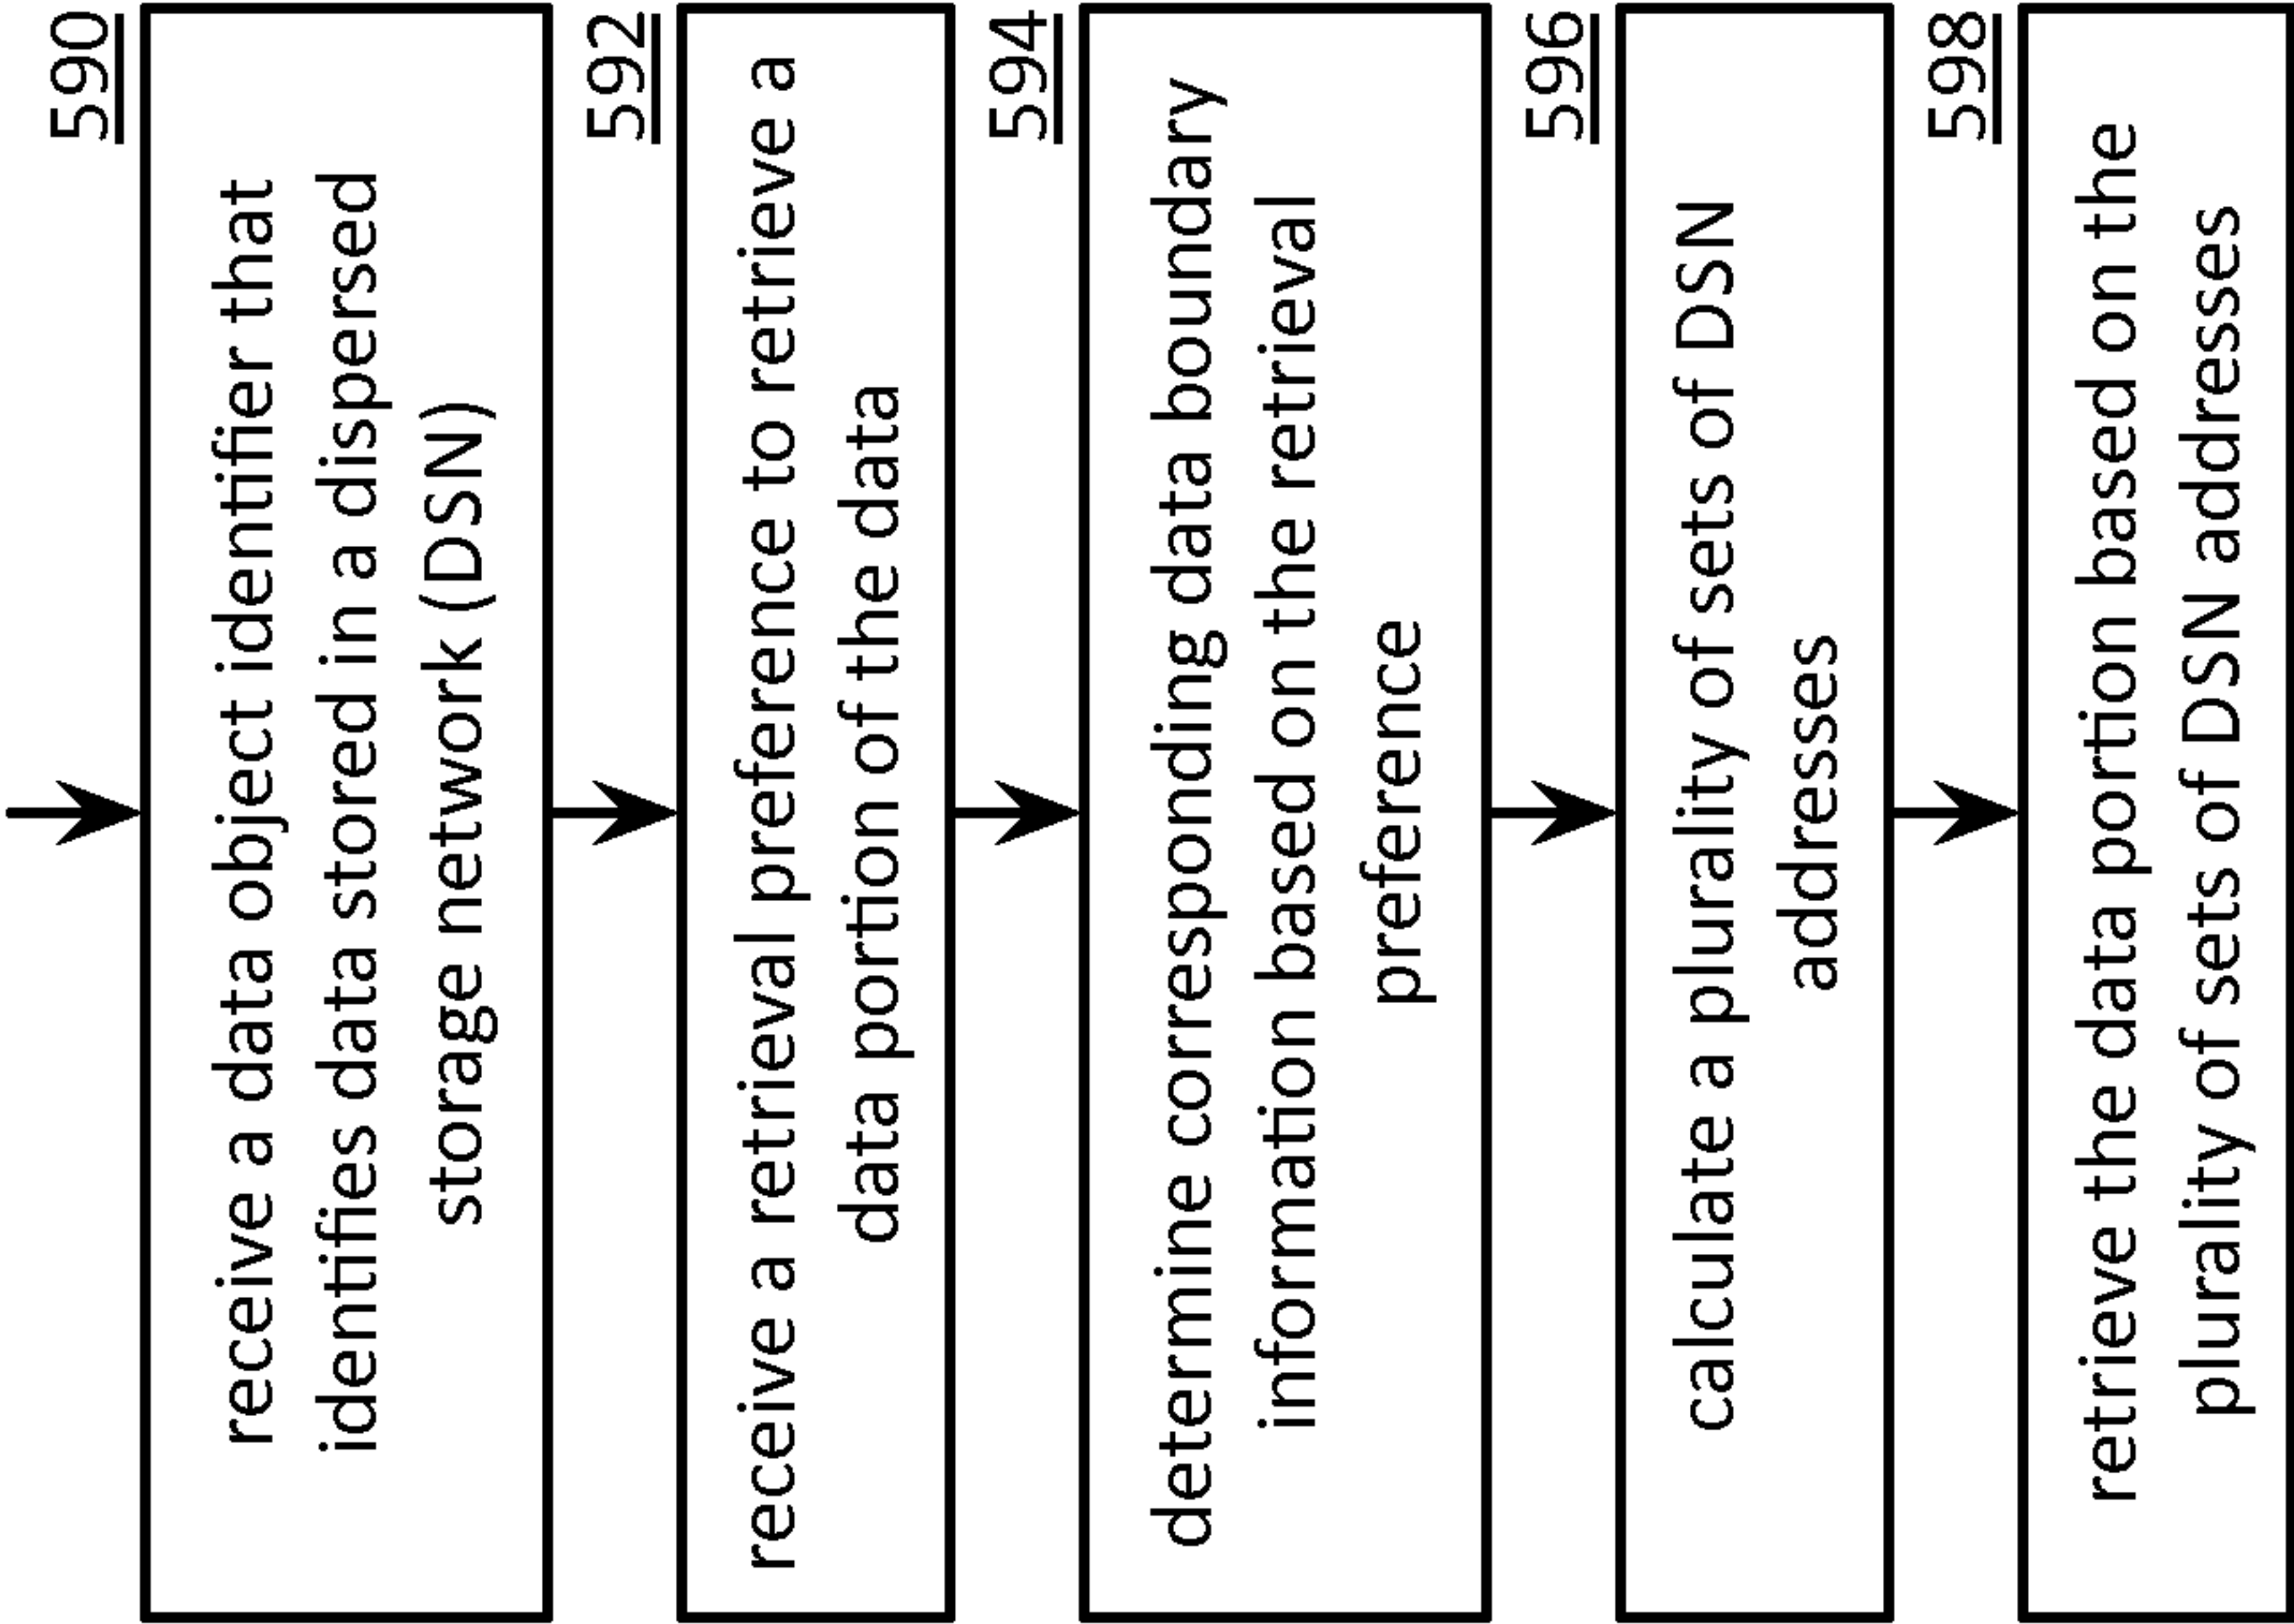 590
receive a data object identifier that
identifies data stored in a dispersed
storage network (DSN)
592
receive a retrieval preference to retrieve a
data portion of the data
594
determine corresponding data boundary
information based on the retrieval
preference
596
calculate a plurality of sets of DSN
addresses
598
retrieve the data portion based on the
plurality of sets of DSN addresses